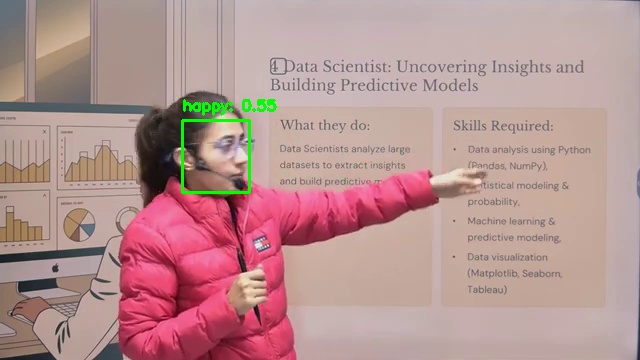 happy: 0.55
4 Data Scientist: Uncovering Insights and
Building Predictive Models
What they do:
Data Scientists analyze large
datasets to extract insights
and build predictive
Skills Required:
• Data analysis using Python
(Pandas, NumPy),
statistical modeling &
probability,
• Machine learning &
predictive modeling,
• Data visualization
(Matplotlib, Seaborn,
Tableau)